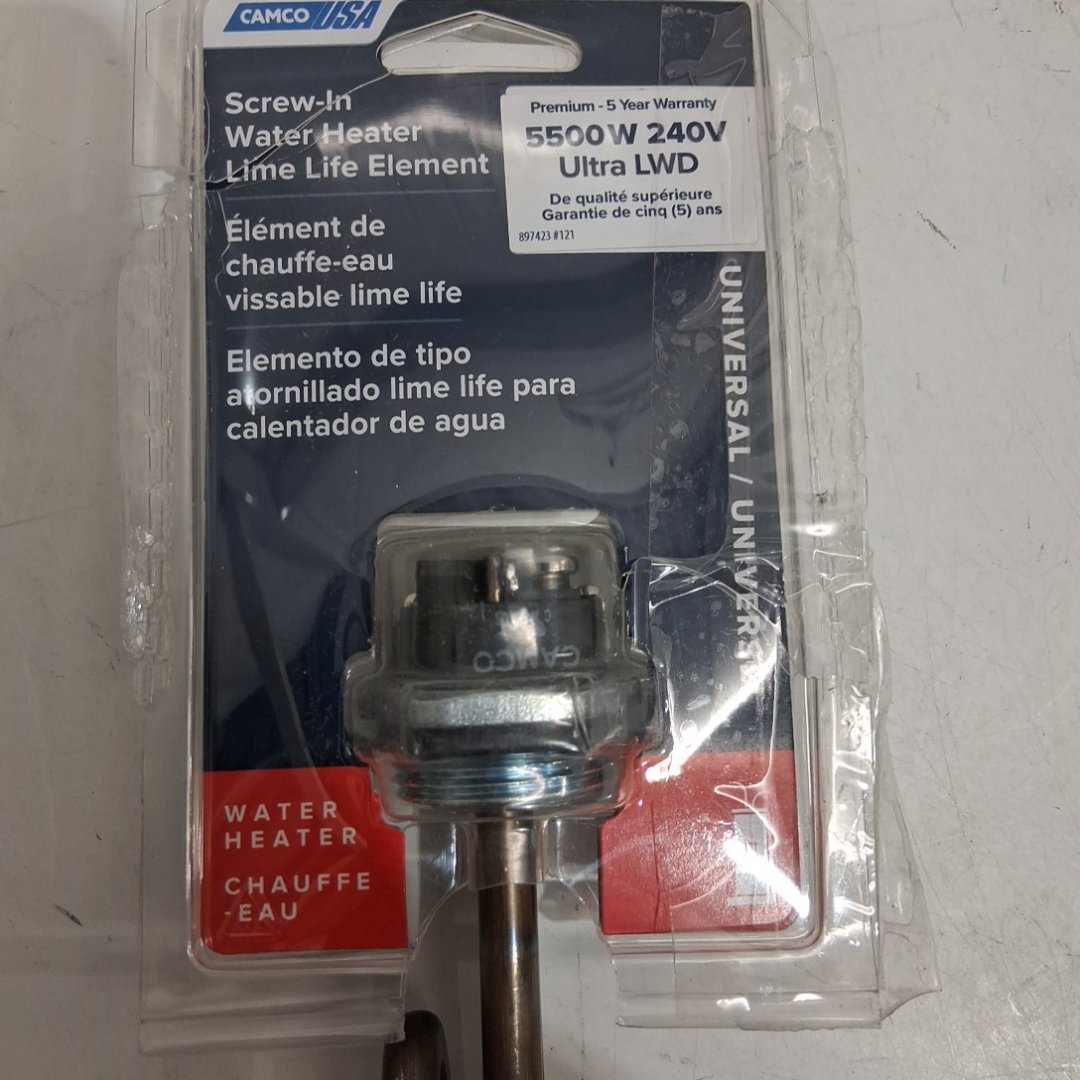 CAMCO USA
Screw-In
Water Heater
Lime Life Element
Élément de
chauffe-eau
vissable lime life
Elemento de tipo
atornillado lime life para
calentador de agua
Premium - 5 Year Warranty
5500W 240V
Ultra LWD
De qualité supérieure
Garantie de cinq (5) ans
897423 #121
UNIVERSAL / UNIVERS
CAMCO
WATER
HEATER
CHAUFFE
-EAU